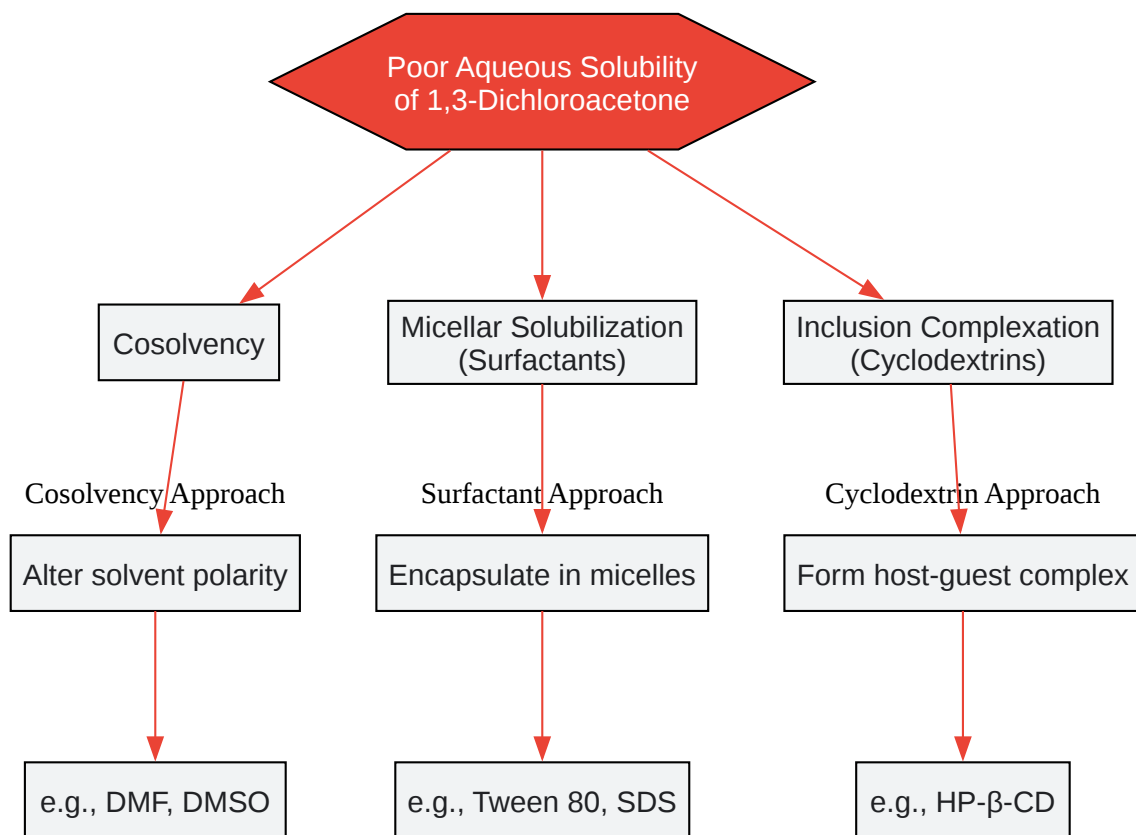 Poor Aqueous Solubility
of 1,3-Dichloroacetone
Cosolvency
Micellar Solubilization
(Surfactants)
Inclusion Complexation
(Cyclodextrins)
Cosolvency Approach
Surfactant Approach
Cyclodextrin Approach
Alter solvent polarity
Encapsulate in micelles
Form host-guest complex
e.g., DMF, DMSO
e.g., Tween 80, SDS
e.g., HP-β-CD